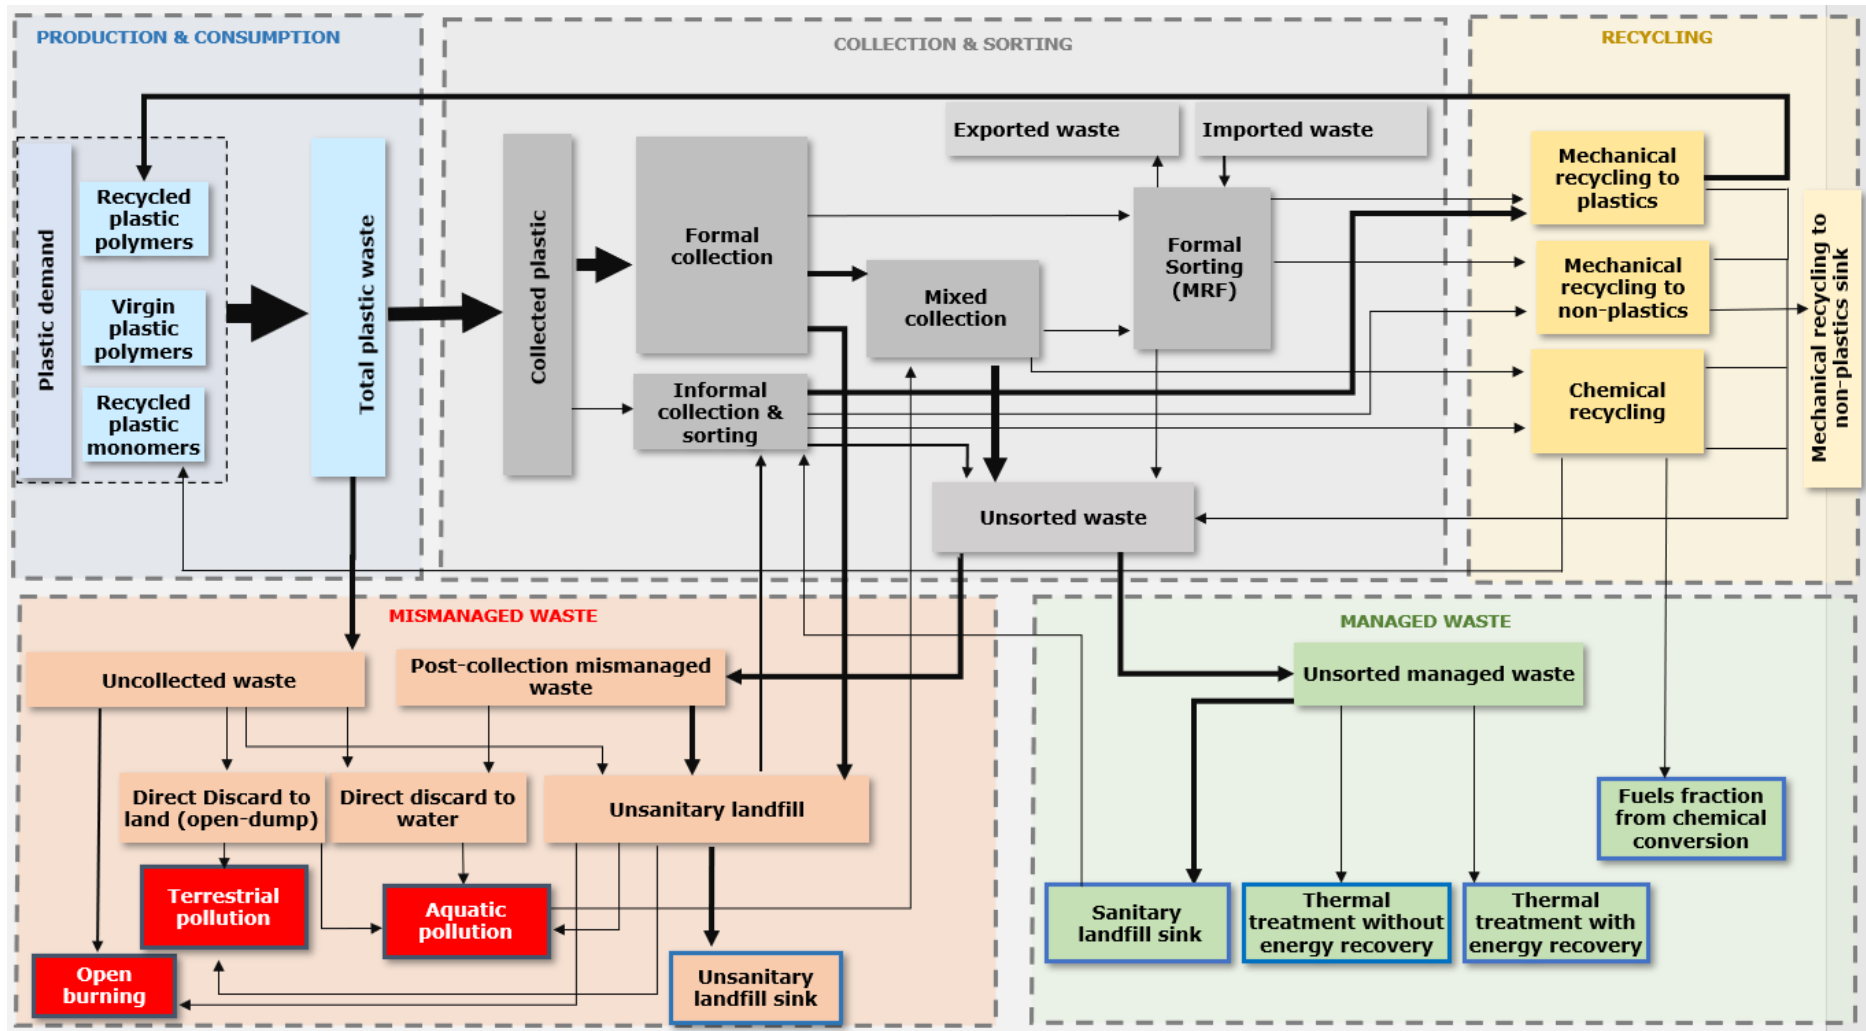 PRODUCTION & CONSUMPTION
Plastic demand
Recycled
plastic
polymers
Virgin
plastic
polymers
Recycled
plastic
monomers
Total plastic waste
COLLECTION & SORTING
Collected plastic
Formal
collection
Informal
collection &
sorting
Mixed
collection
Exported waste
Imported waste
Formal
Sorting
(MRF)
Unsorted waste
RECYCLING
Mechanical
recycling to
plastics
Mechanical
recycling to
non-plastics
Chemical
recycling
Mechanical recycling to
non-plastics sink
MISMANAGED WASTE
Uncollected waste
Post-collection mismanaged
waste
Direct Discard to
land (open-dump)
Direct discard to
water
Unsanitary landfill
Terrestrial
pollution
Aquatic
pollution
Open
burning
Unsanitary
landfill sink
MANAGED WASTE
Unsorted managed waste
Fuels fraction
from chemical
conversion
Sanitary
landfill sink
Thermal
treatment without
energy recovery
Thermal
treatment with
energy recovery